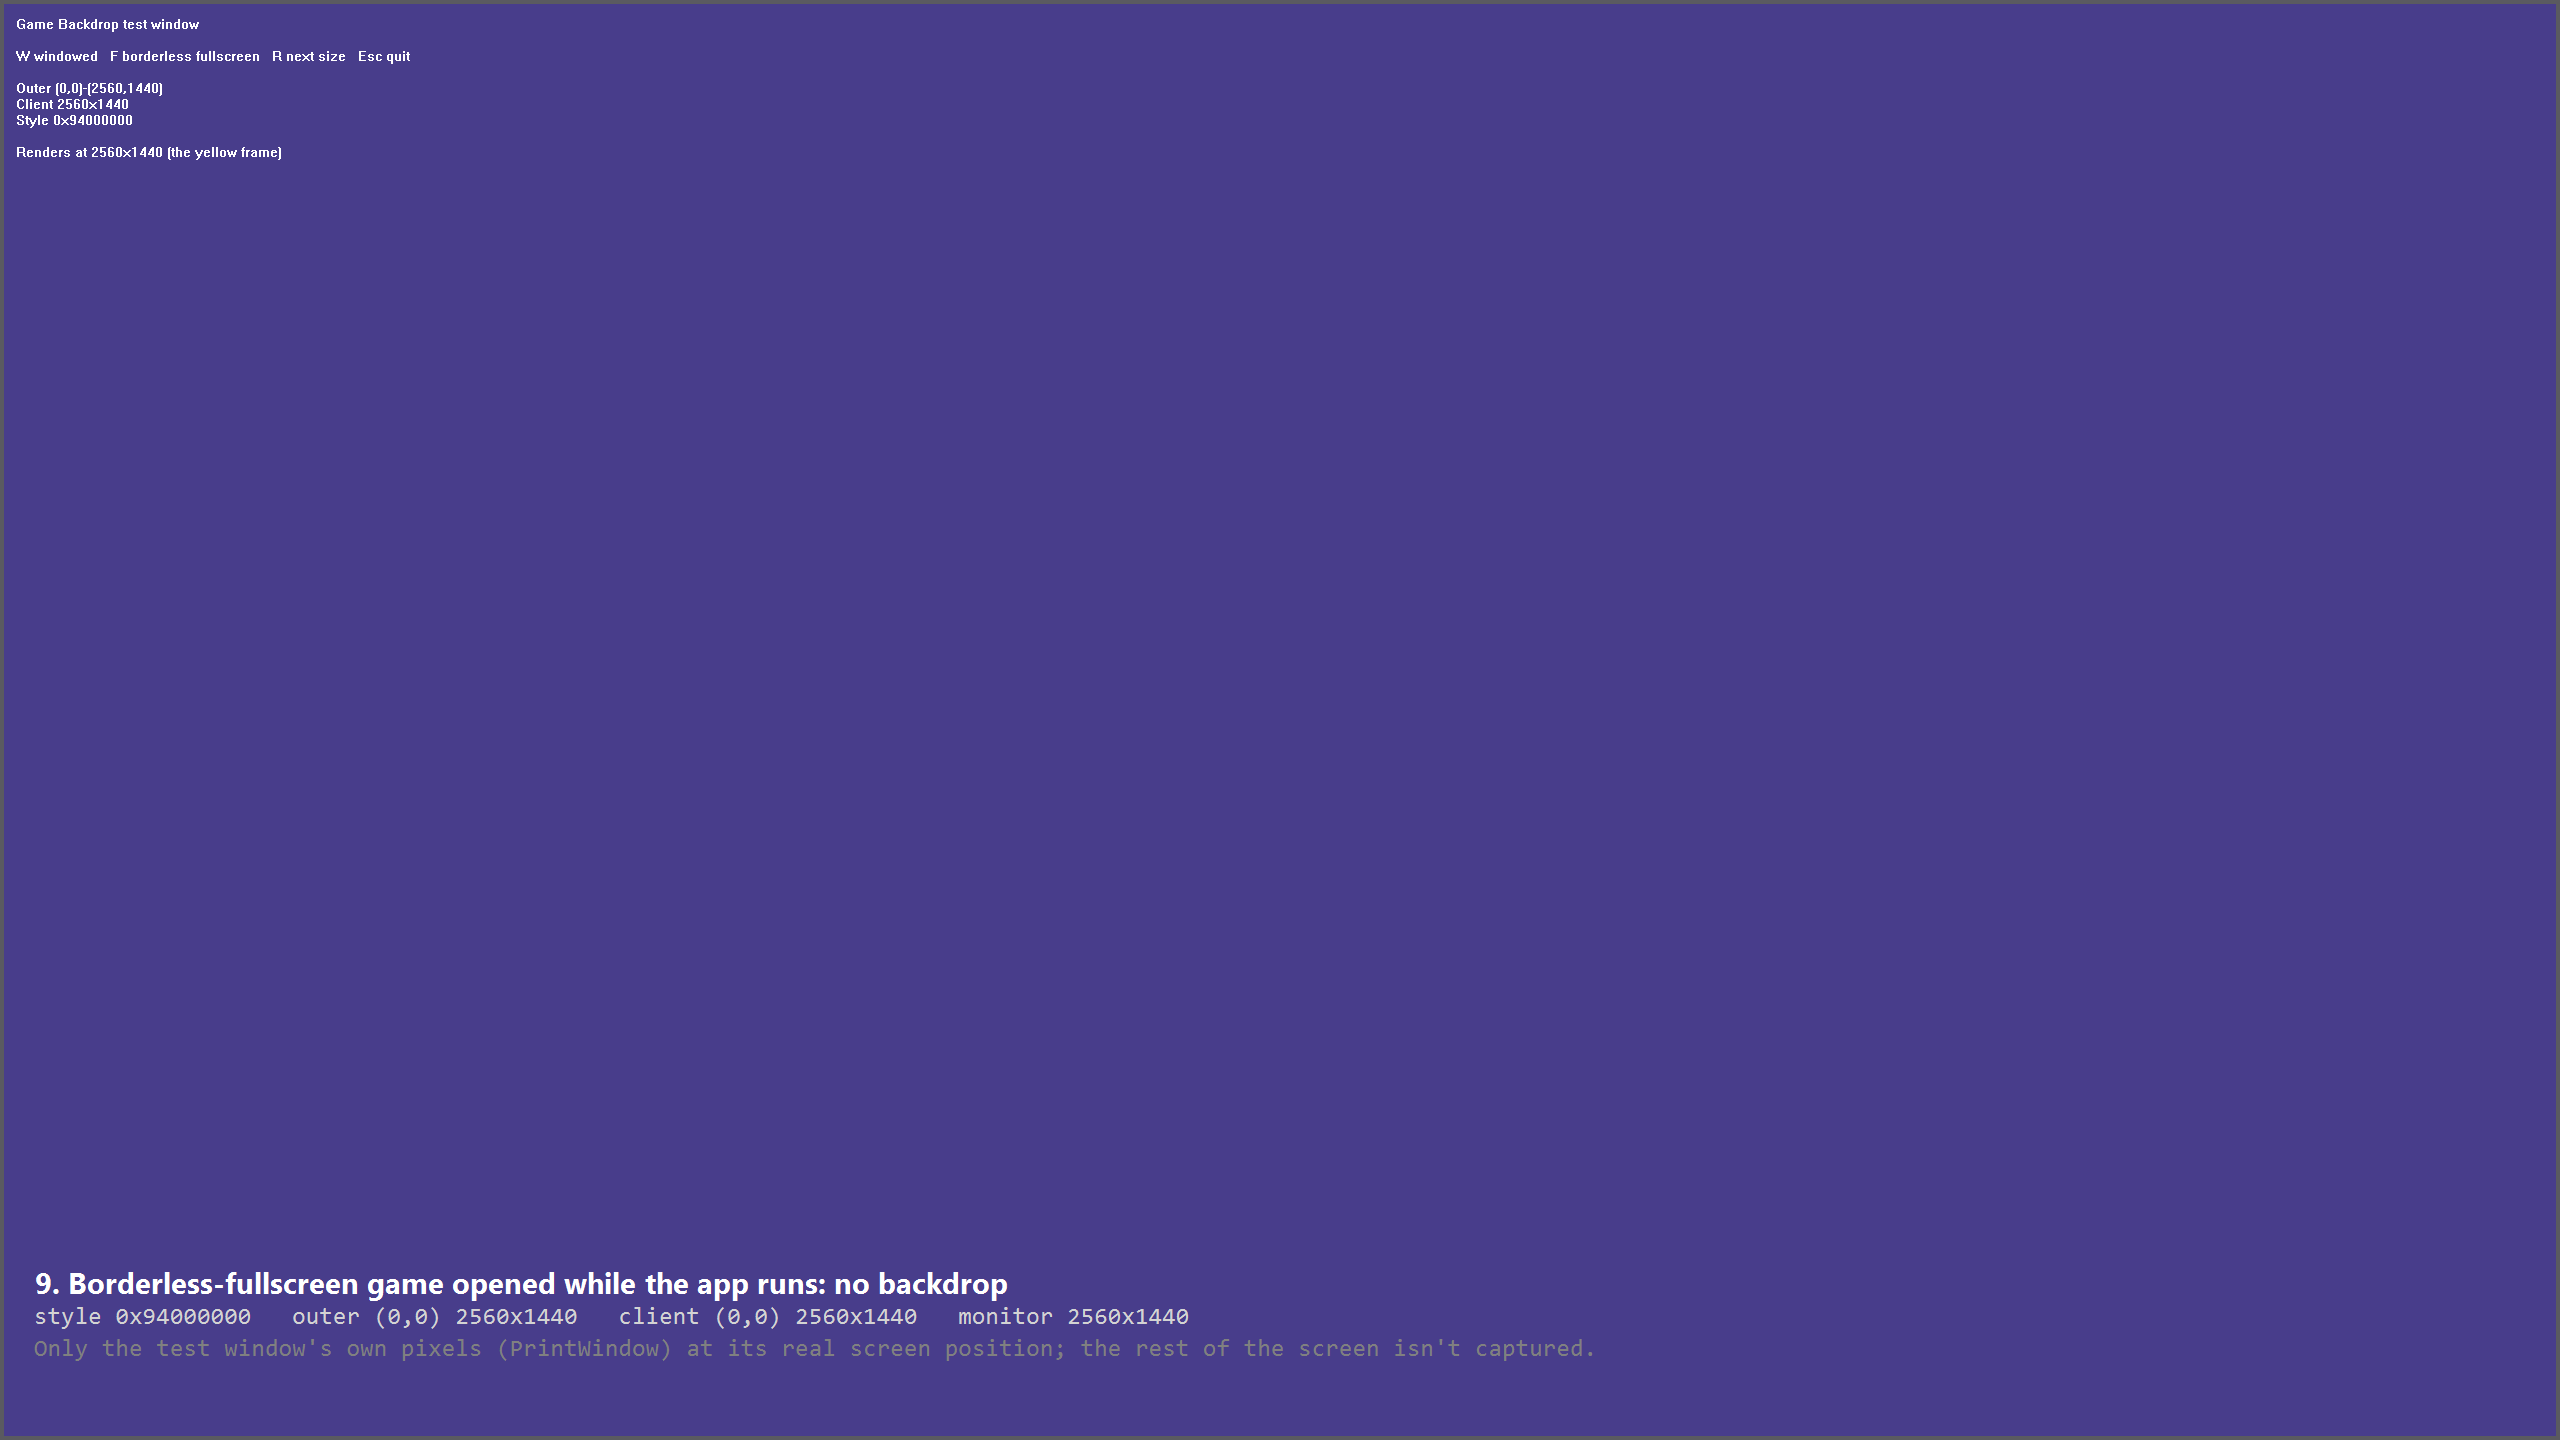 Game Backdrop test window
W windowed   F borderless fullscreen   R next size   Esc quit
Outer (0,0)-(2560,1440)
Client 2560x1440
Style 0x94000000
Renders at 2560x1440 (the yellow frame)
9. Borderless-fullscreen game opened while the app runs: no backdrop
style 0x94000000   outer (0,0) 2560x1440   client (0,0) 2560x1440   monitor 2560x1440
Only the test window's own pixels (PrintWindow) at its real screen position; the rest of the screen isn't captured.